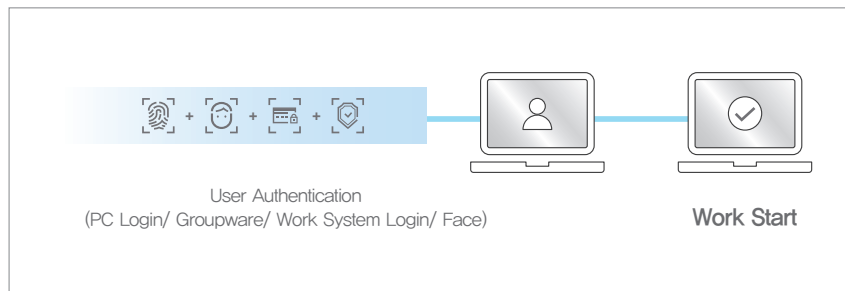 User Authentication
(PC Login/ Groupware/ Work System Login/ Face)
Work Start